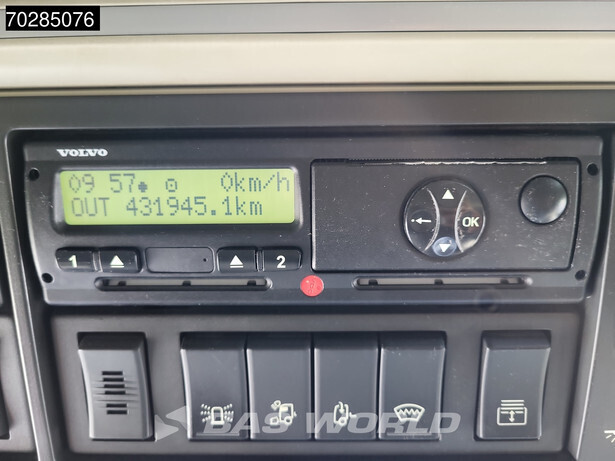 70285076
VOLVO
09 57 0km/h
OUT 431945.1km
1 2
OK
BAS WORLD